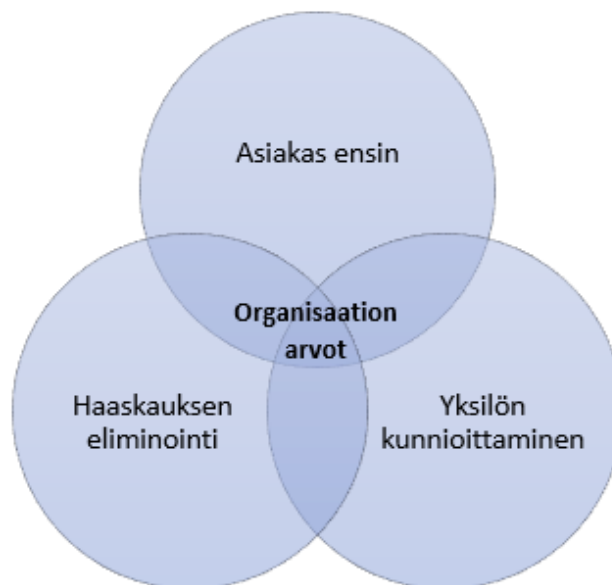 Asiakas ensin
Organisaation
arvot
Haaskauksen
eliminointi
Yksilön
kunnioittaminen